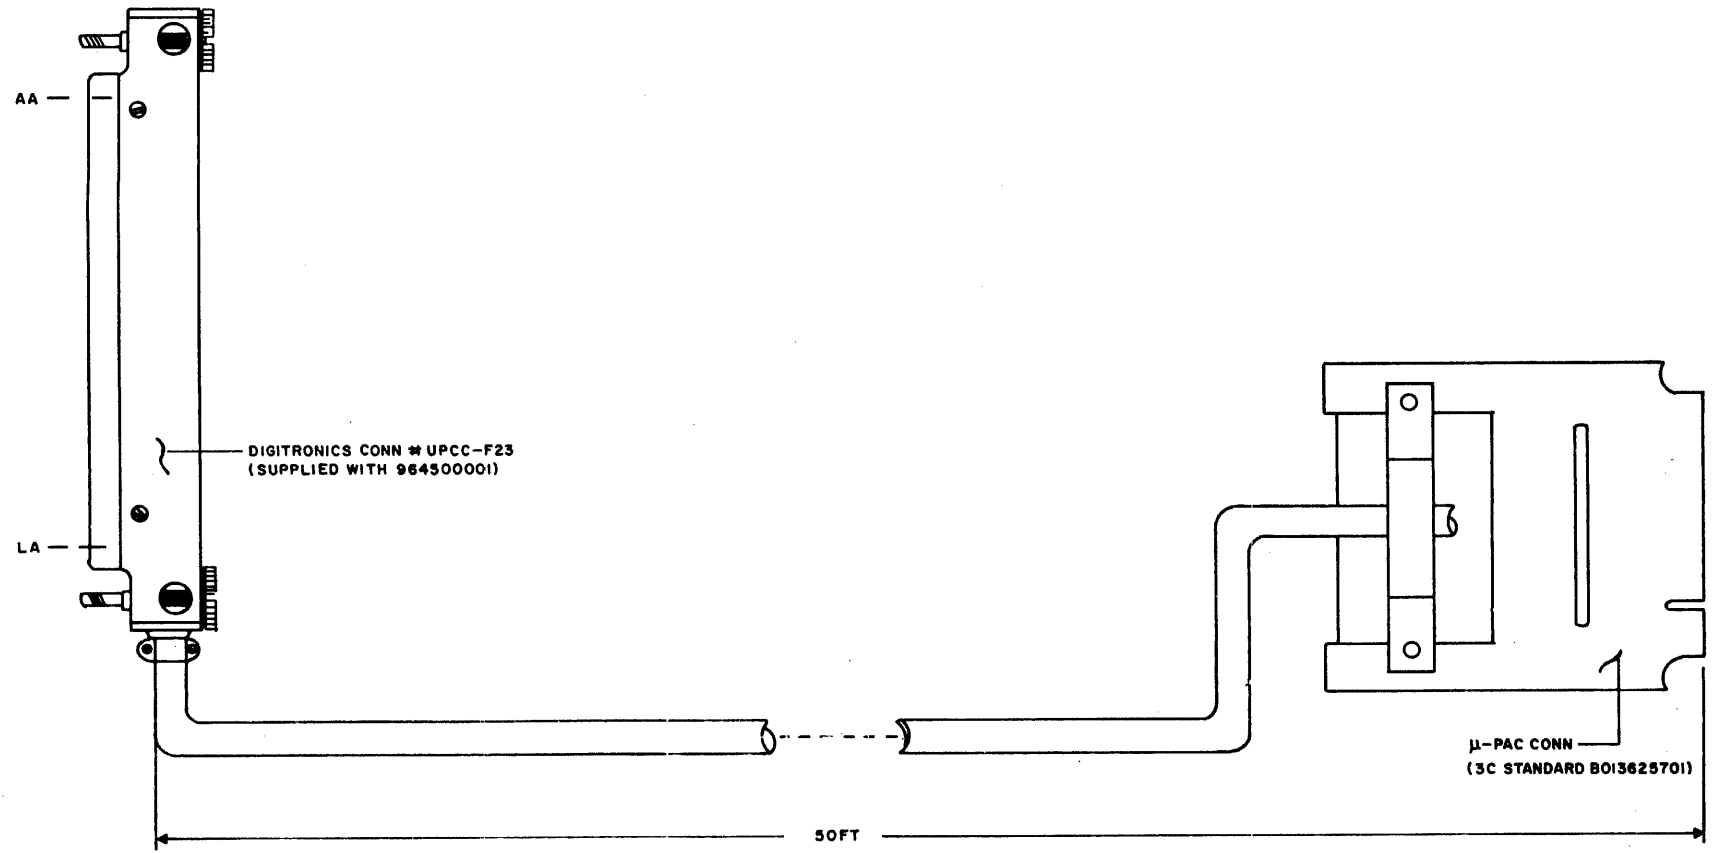 AA
DIGITRONICS CONN # UPCC-F23
(SUPPLIED WITH 964500001)
LA
µ-PAC CONN
(3C STANDARD B013625701)
50FT